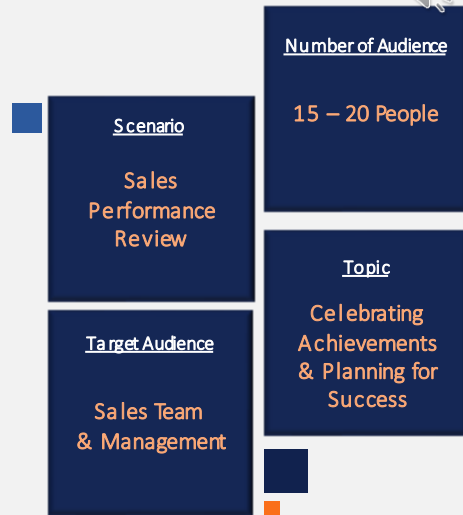 Number of Audience
15 – 20 People
Scenario
Sales
Performance
Review
Topic
Celebrating
Achievements
& Planning for
Success
Target Audience
Sales Team
& Management